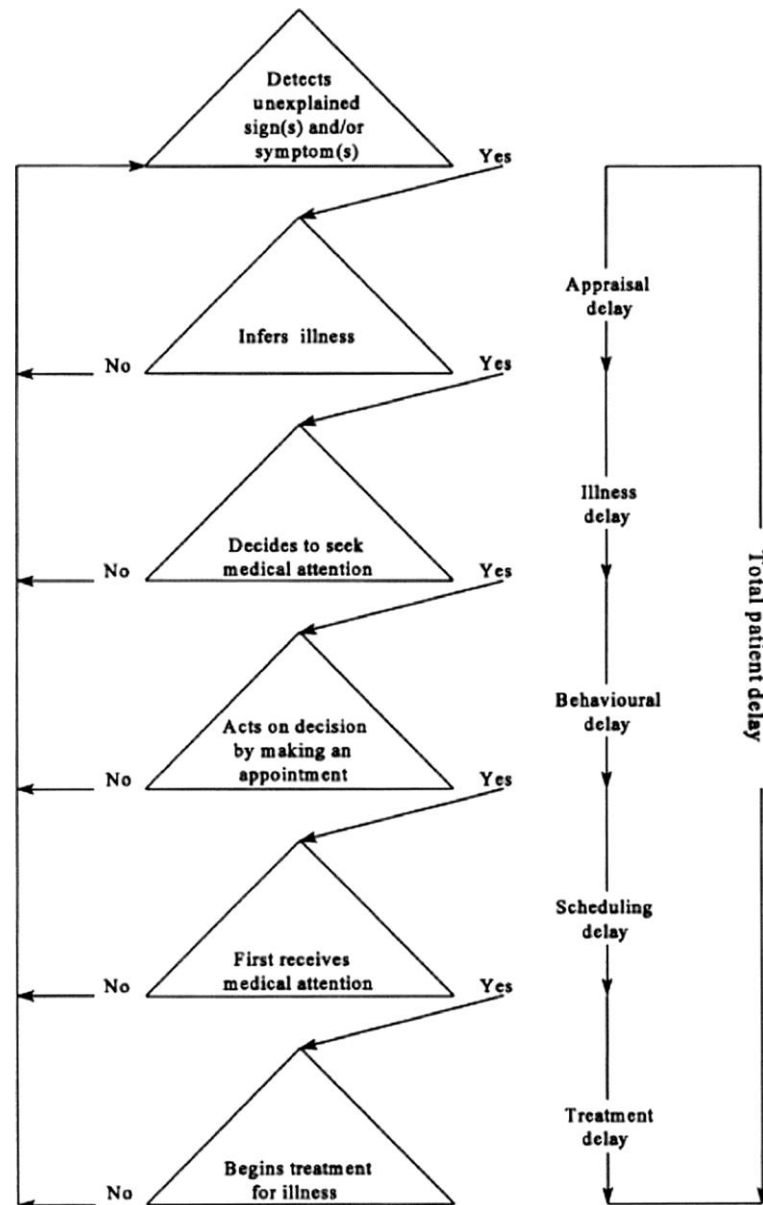 Detects
unexplained
sign(s) and/or
symptom(s)
Yes
Appraisal
delay
Infers illness
No
Yes
Illness
delay
Decides to seek
medical attention
No
Yes
Total patient delay
Acts on decision
by making an
appointment
Behavioural
delay
No
Yes
First receives
medical attention
Scheduling
delay
No
Yes
Begins treatment
for illness
Treatment
delay
No